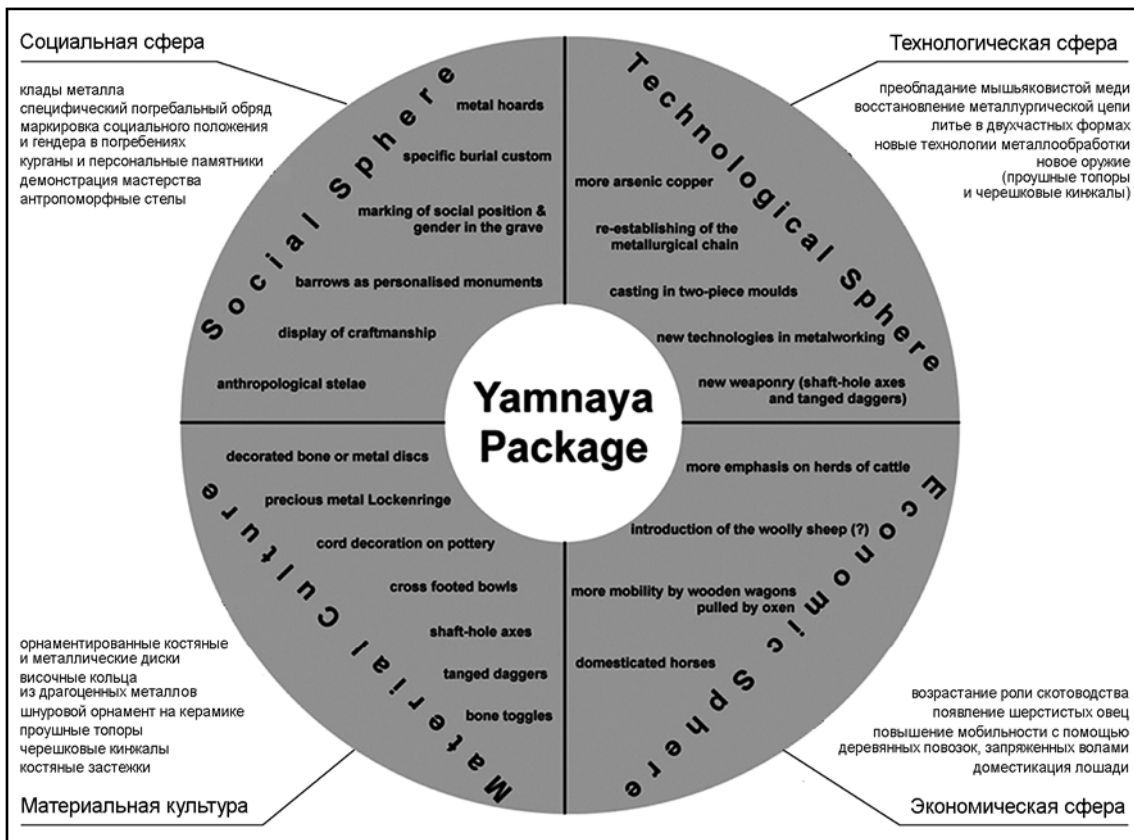 Социальная сфера
клады металла
специфический погребальный обряд
маркировка социального положения
и гендера в погребениях
курганы и персональные памятники
демонстрация мастерства
антропоморфные стелы
Технологическая сфера
преобладание мышьяковистой меди
восстановление металлургической цепи
литье в двухчастных формах
новые технологии металлообработки
новое оружие
(проушные топоры
и черешковые кинжалы)
Social Sphere
metal hoards
specific burial custom
marking of social position &
gender in the grave
barrows as personalised monuments
display of craftmanship
anthropological stelae
Technological Sphere
more arsenic copper
re-establishing of the
metallurgical chain
casting in two-piece moulds
new technologies in metalworking
new weaponry (shaft-hole axes
and tanged daggers)
Yamnaya
Package
Material Culture
decorated bone or metal discs
precious metal Lockenringe
cord decoration on pottery
cross footed bowls
shaft-hole axes
tanged daggers
bone toggles
Economic Sphere
more emphasis on herds of cattle
introduction of the woolly sheep (?)
more mobility by wooden wagons
pulled by oxen
domesticated horses
орнаментированные костяные
и металлические диски
височные кольца
из драгоценных металлов
шнуровой орнамент на керамике
проушные топоры
черешковые кинжалы
костяные застежки
Материальная культура
возрастание роли скотоводства
появление шерстистых овец
повышение мобильности с помощью
деревянных повозок, запряженных волами
доместикация лошади
Экономическая сфера